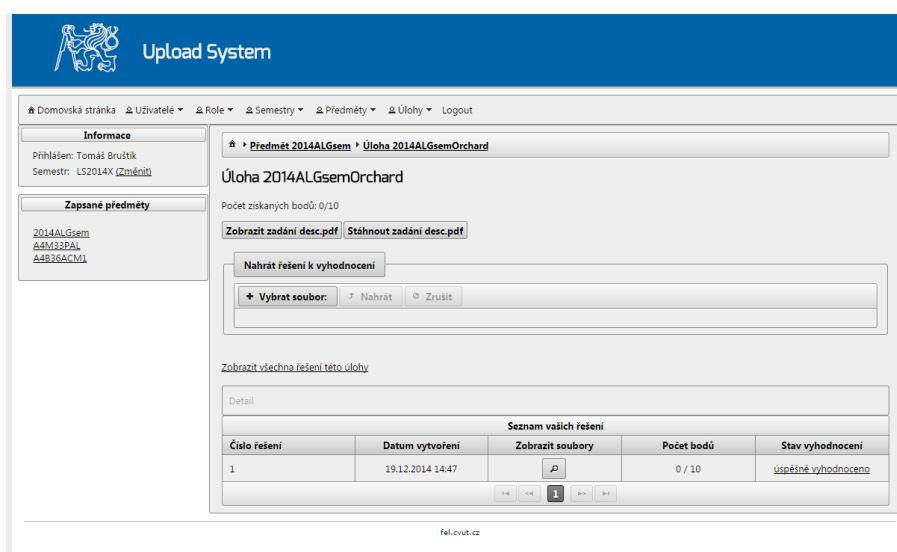 Upload System
Domovská stránka Uživatelé Role Semestry Předměty Úlohy Logout
Informace
Přihlášen: Tomáš Bruštík
Semestr: LS2014X (Změnit)
Zapsané předměty
2014ALGsem
A4M33PAL
A4B36ACM1
Předmět 2014ALGsem Úloha 2014ALGsemOrchard
Úloha 2014ALGsemOrchard
Počet získaných bodů: 0/10
Zobrazit zadání desc.pdf Stáhnout zadání desc.pdf
Nahrát řešení k vyhodnocení
+ Vybrat soubor: Nahrát Zrušit
Zobrazit všechna řešení této úlohy
Detail
Seznam vašich řešení
Číslo řešení Datum vytvoření Zobrazit soubory Počet bodů Stav vyhodnocení
1 19.12.2014 14:47 0 / 10 úspěšně vyhodnoceno
1
fel.cvut.cz